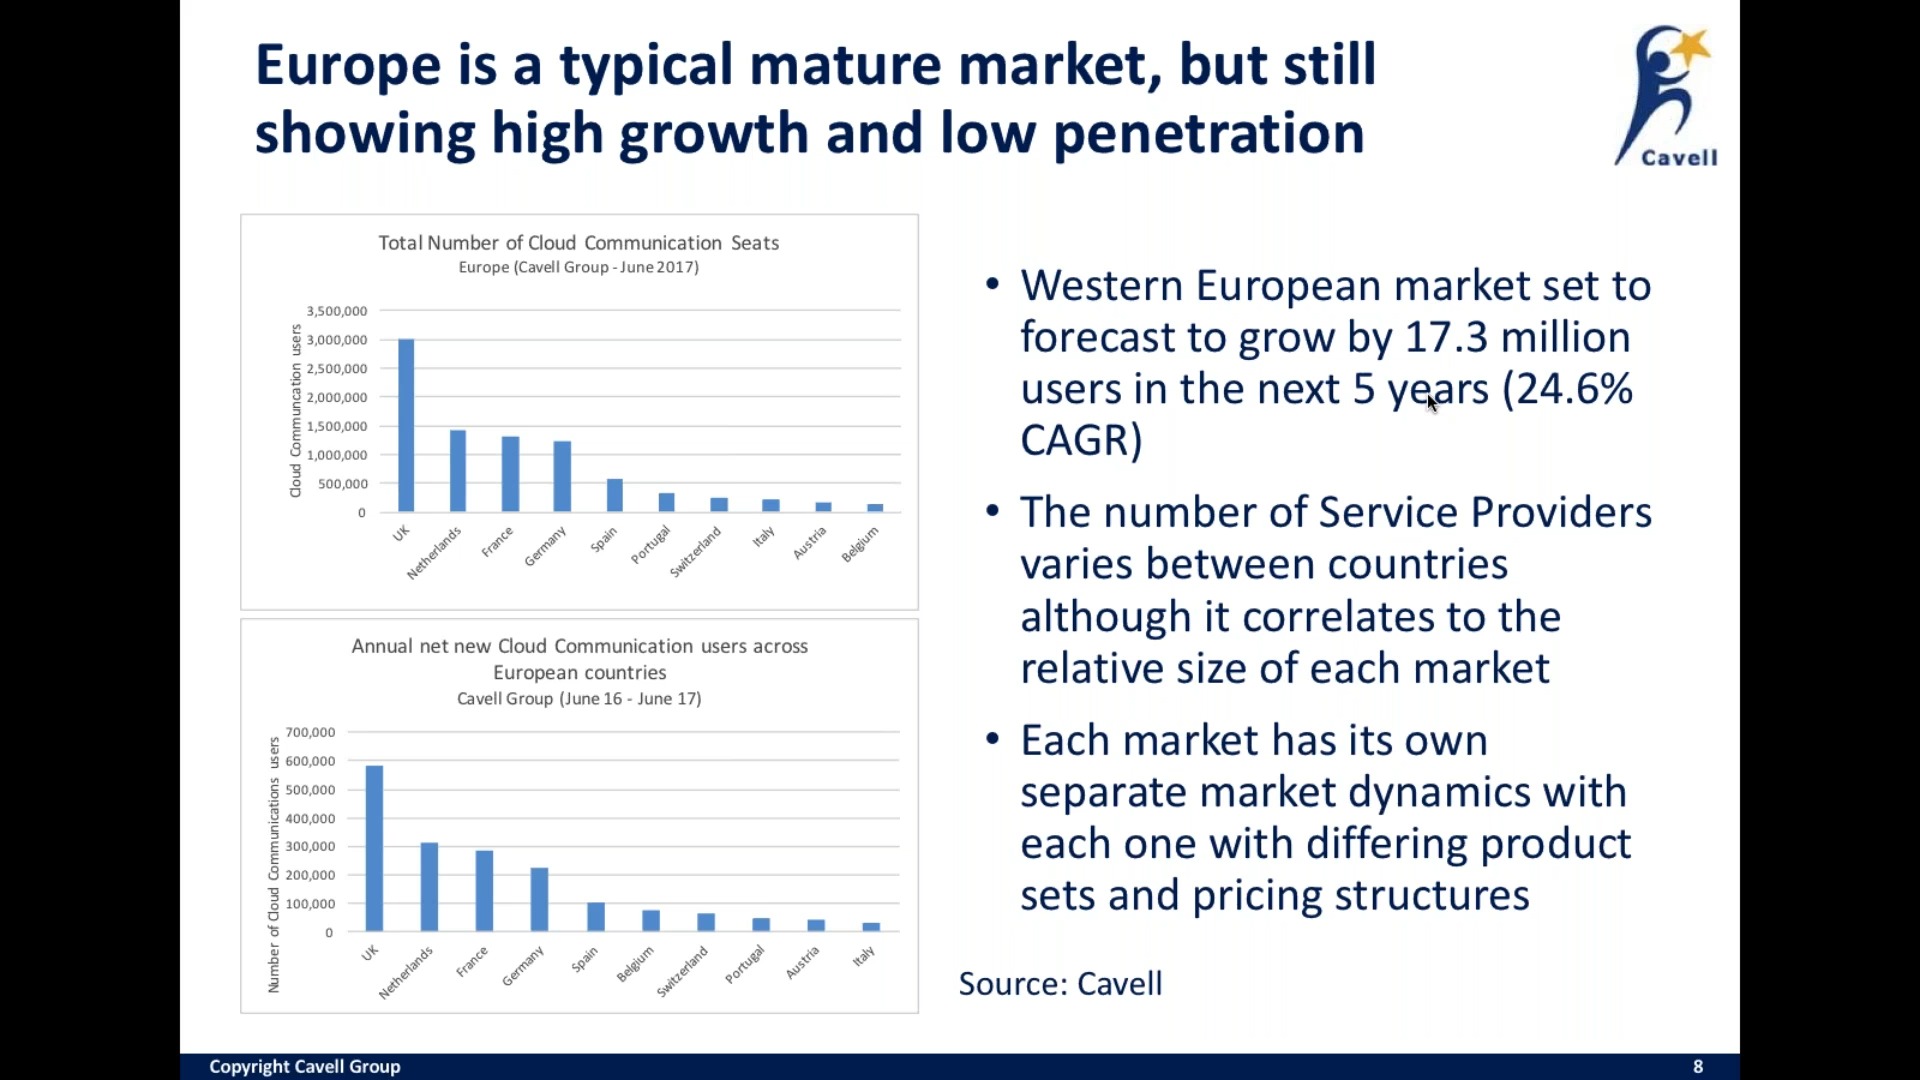 Europe is a typical mature market, but still
showing high growth and low penetration
Cavell
Total Number of Cloud Communication Seats
Europe (Cavell Group - June 2017)
Cloud Communcation users
3,500,000
3,000,000
2,500,000
2,000,000
1,500,000
1,000,000
500,000
0
UK
Netherlands
France
Germany
Spain
Portugal
Switzerland
Italy
Austria
Belgium
Annual net new Cloud Communication users across
European countries
Cavell Group (June 16 - June 17)
Number of Cloud Communications users
700,000
600,000
500,000
400,000
300,000
200,000
100,000
0
UK
Netherlands
France
Germany
Spain
Belgium
Switzerland
Portugal
Austria
Italy
• Western European market set to
forecast to grow by 17.3 million
users in the next 5 years (24.6%
CAGR)
• The number of Service Providers
varies between countries
although it correlates to the
relative size of each market
• Each market has its own
separate market dynamics with
each one with differing product
sets and pricing structures
Source: Cavell
Copyright Cavell Group
8